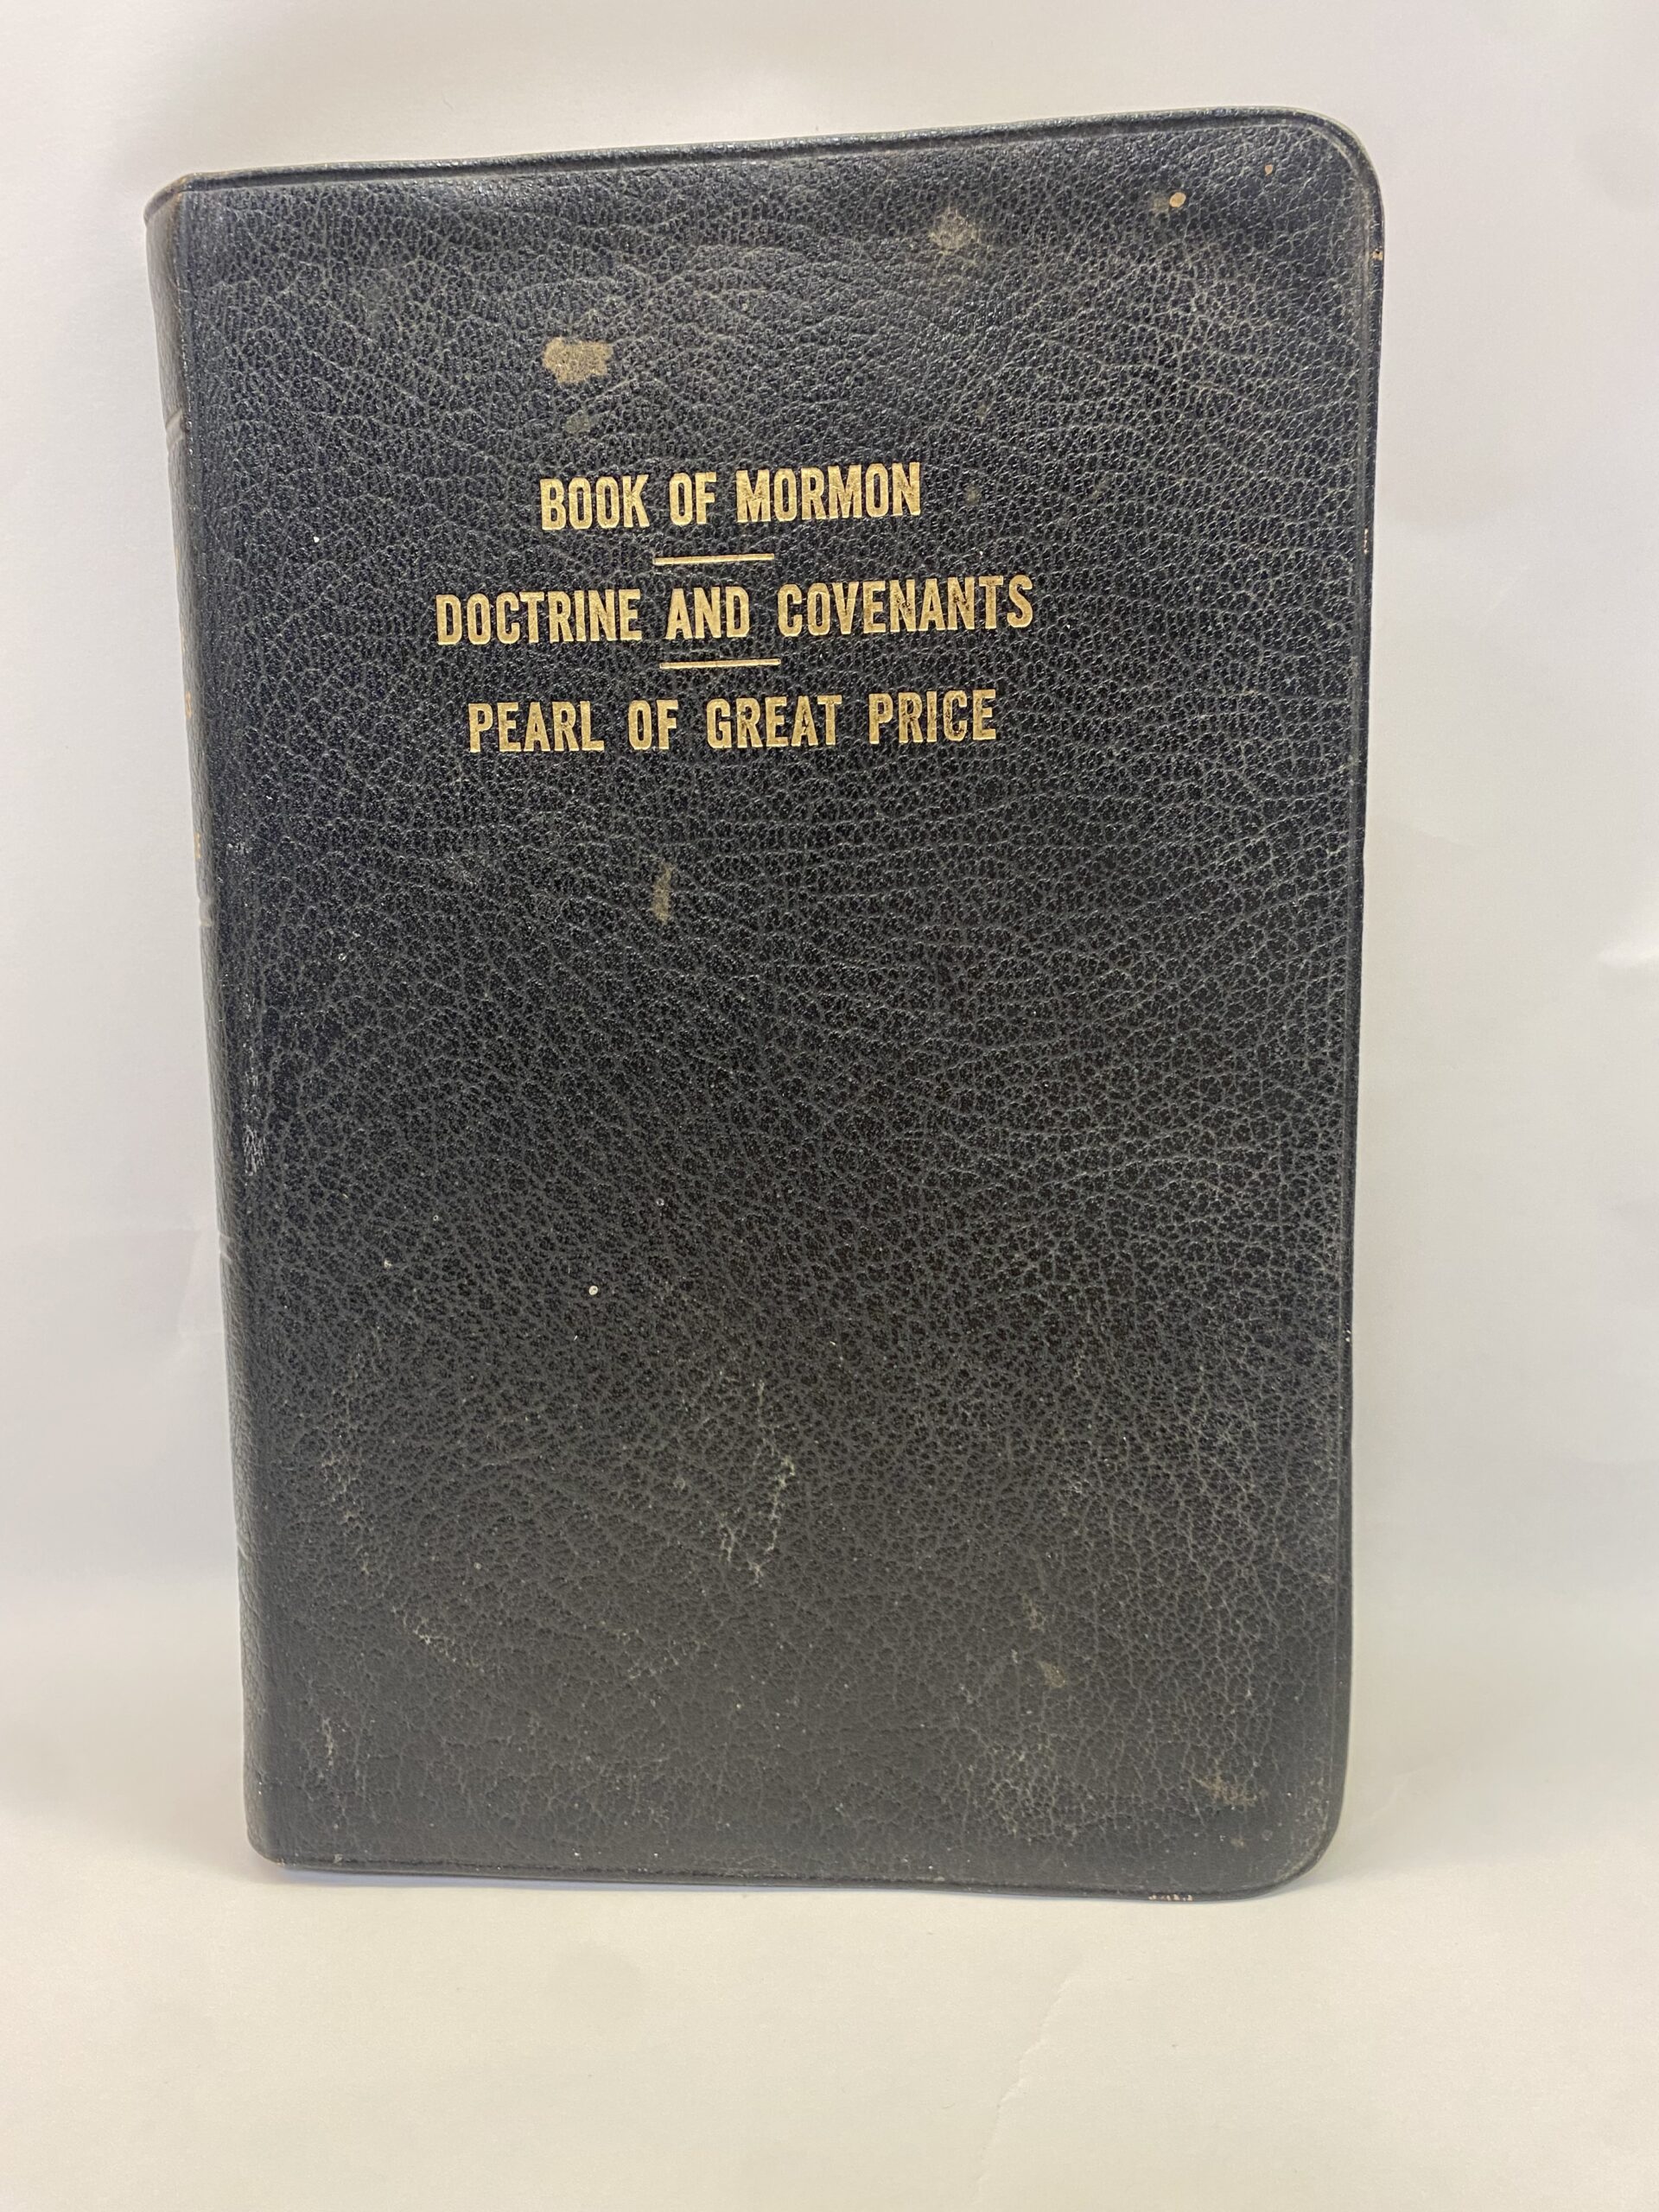 BOOK OF MORMON
DOCTRINE AND COVENANTS
PEARL OF GREAT PRICE